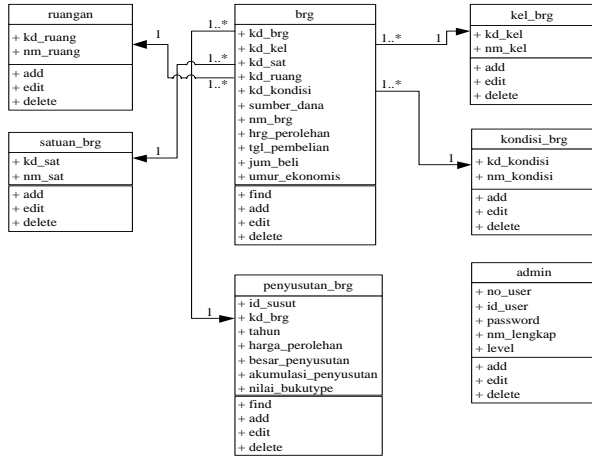 ruangan
+ kd_ruang
+ nm_ruang
+ add
+ edit
+ delete
satuan_brg
+ kd_sat
+ nm_sat
+ add
+ edit
+ delete
1
1
1..*
1..*
1..*
brg
+ kd_brg
+ kd_kel
+ kd_sat
+ kd_ruang
+ kd_kondisi
+ sumber_dana
+ nm_brg
+ hrg_perolehan
+ tgl_pembelian
+ jum_beli
+ umur_ekonomis
+ find
+ add
+ edit
+ delete
1..*
1
1..*
1
kel_brg
+ kd_kel
+ nm_kel
+ add
+ edit
+ delete
kondisi_brg
+ kd_kondisi
+ nm_kondisi
+ add
+ edit
+ delete
1
penyusutan_brg
+ id_susut
+ kd_brg
+ tahun
+ harga_perolehan
+ besar_penyusutan
+ akumulasi_penyusutan
+ nilai_bukutype
+ find
+ add
+ edit
+ delete
admin
+ no_user
+ id_user
+ password
+ nm_lengkap
+ level
+ add
+ edit
+ delete